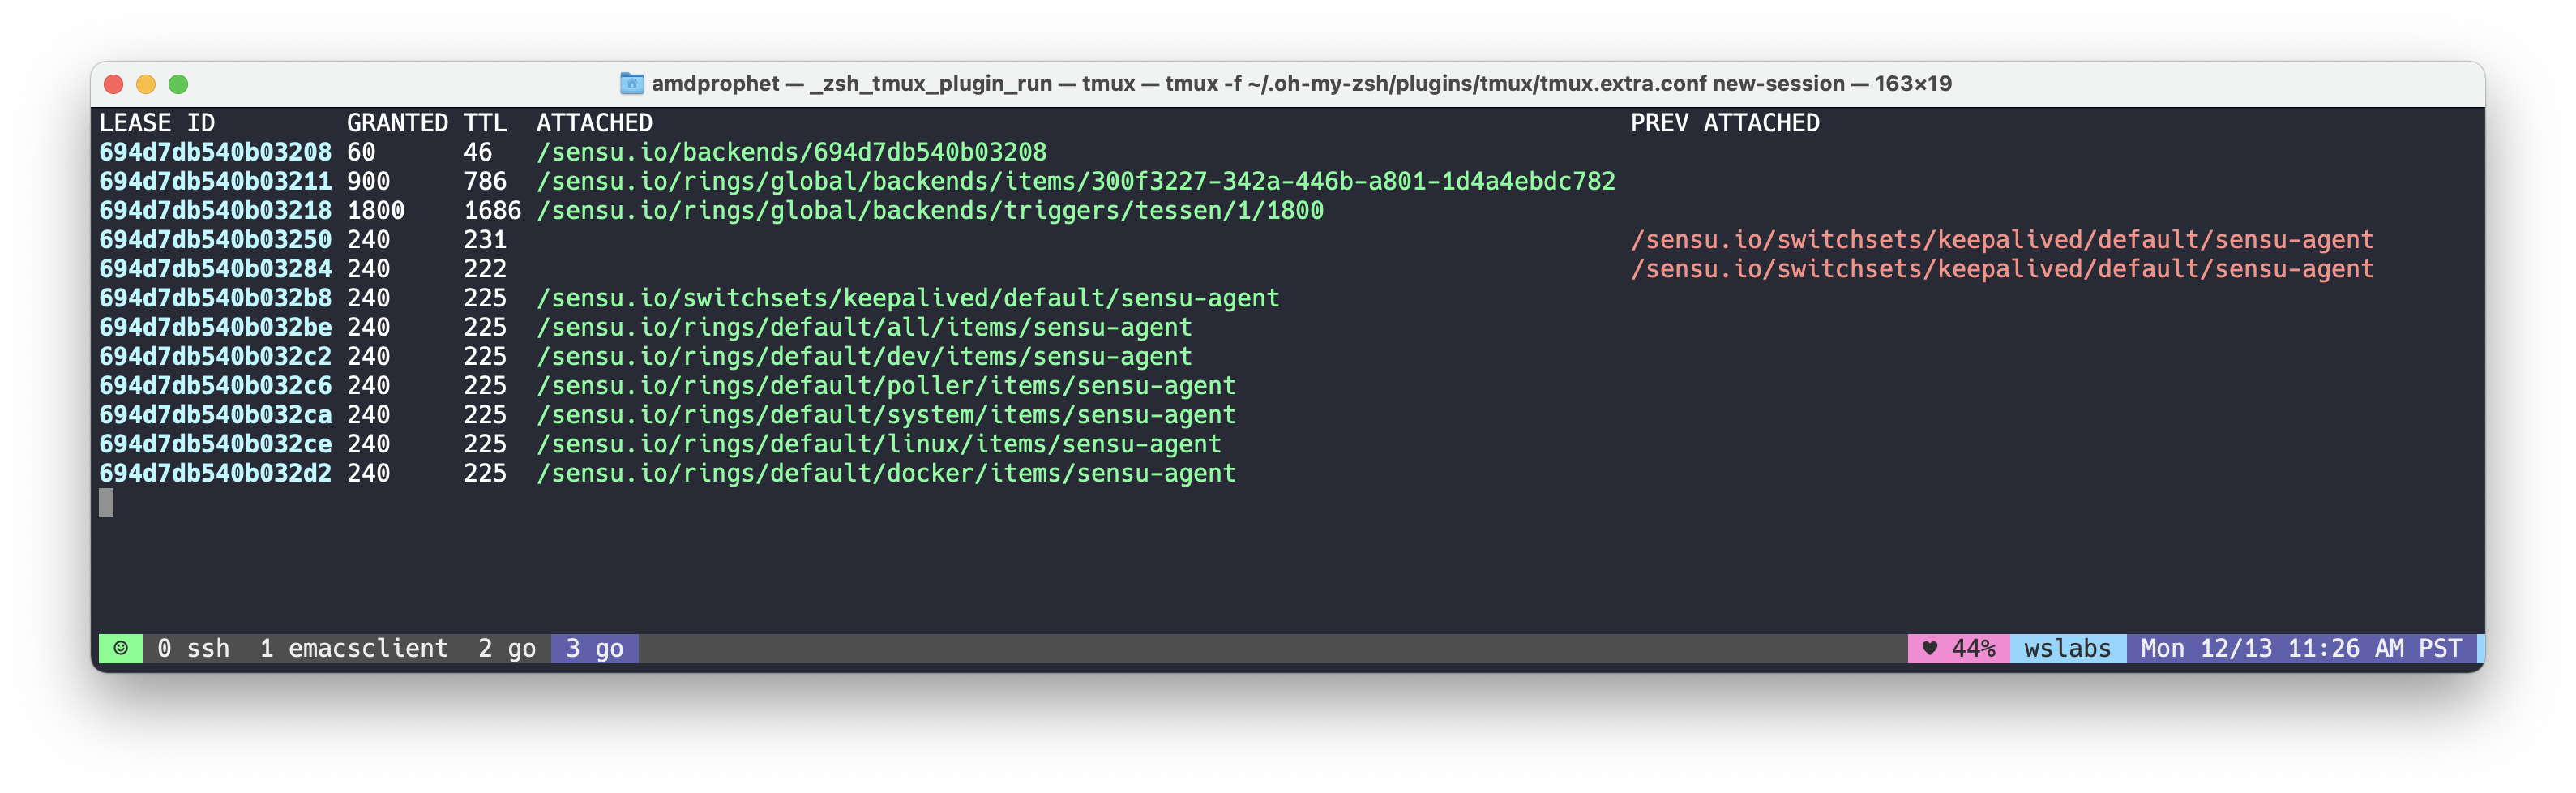 amdprophet — _zsh_tmux_plugin_run — tmux — tmux -f ~/.oh-my-zsh/plugins/tmux/tmux.extra.conf new-session — 163×19
LEASE ID GRANTED TTL ATTACHED PREV ATTACHED
694d7db540b03208 60 46 /sensu.io/backends/694d7db540b03208
694d7db540b03211 900 786 /sensu.io/rings/global/backends/items/300f3227-342a-446b-a801-1d4a4ebdc782
694d7db540b03218 1800 1686 /sensu.io/rings/global/backends/triggers/tessen/1/1800
694d7db540b03250 240 231 /sensu.io/switchsets/keepalived/default/sensu-agent
694d7db540b03284 240 222 /sensu.io/switchsets/keepalived/default/sensu-agent
694d7db540b032b8 240 225 /sensu.io/switchsets/keepalived/default/sensu-agent
694d7db540b032be 240 225 /sensu.io/rings/default/all/items/sensu-agent
694d7db540b032c2 240 225 /sensu.io/rings/default/dev/items/sensu-agent
694d7db540b032c6 240 225 /sensu.io/rings/default/poller/items/sensu-agent
694d7db540b032ca 240 225 /sensu.io/rings/default/system/items/sensu-agent
694d7db540b032ce 240 225 /sensu.io/rings/default/linux/items/sensu-agent
694d7db540b032d2 240 225 /sensu.io/rings/default/docker/items/sensu-agent
☺ 0 ssh 1 emacsclient 2 go 3 go ♥ 44% wslabs Mon 12/13 11:26 AM PST